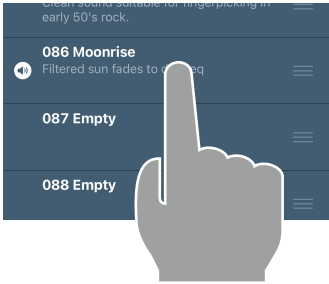 Clean sound suitable for fingerpicking in
early 50's rock.
086 Moonrise
Filtered sun fades to eq
087 Empty
088 Empty